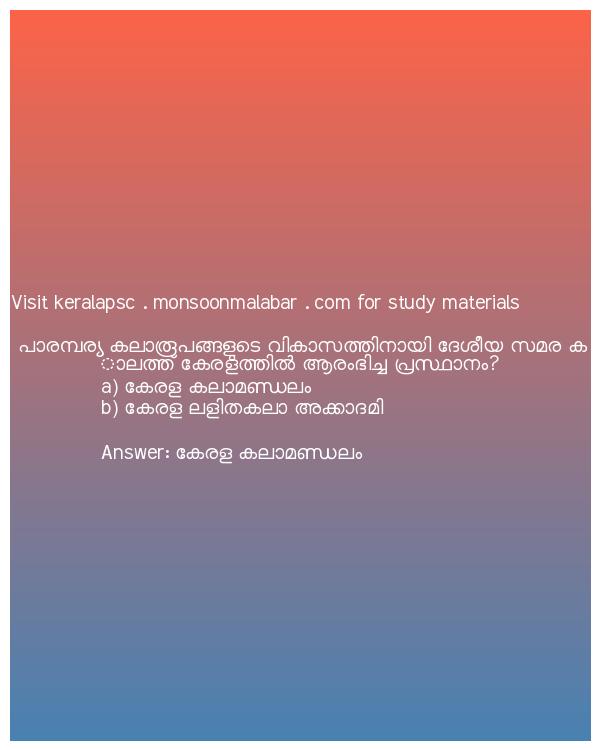 Visit keralapsc . monsoonmalabar . com for study materials
പാരമ്പര്യ കലാരൂപങ്ങളുടെ വികാസത്തിനായി ദേശീയ സമര ക
ാലത്ത് കേരളത്തിൽ ആരംഭിച്ച പ്രസ്ഥാനം?
a) കേരള കലാമണ്ഡലം
b) കേരള ലളിതകലാ അക്കാദമി
Answer: കേരള കലാമണ്ഡലം